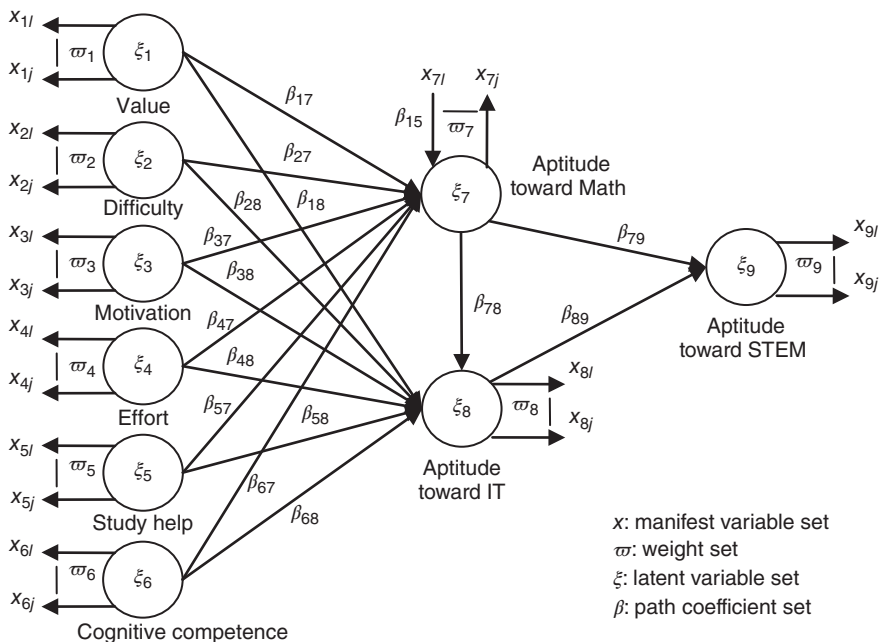 x1l
ϖ1
ξ1
x1j
Value
x2l
ϖ2
ξ2
x2j
Difficulty
x3l
ϖ3
ξ3
x3j
Motivation
x4l
ϖ4
ξ4
x4j
Effort
x5l
ϖ5
ξ5
x5j
Study help
x6l
ϖ6
ξ6
x6j
Cognitive competence
β17
β27
β28
β18
β37
β38
β47
β48
β57
β58
β67
β68
x7l
x7j
β15
ϖ7
ξ7
Aptitude
toward Math
β78
β79
β89
ξ8
x8l
ϖ8
x8j
Aptitude
toward IT
ξ9
x9l
ϖ9
x9j
Aptitude
toward STEM
x: manifest variable set
ϖ: weight set
ξ: latent variable set
β: path coefficient set